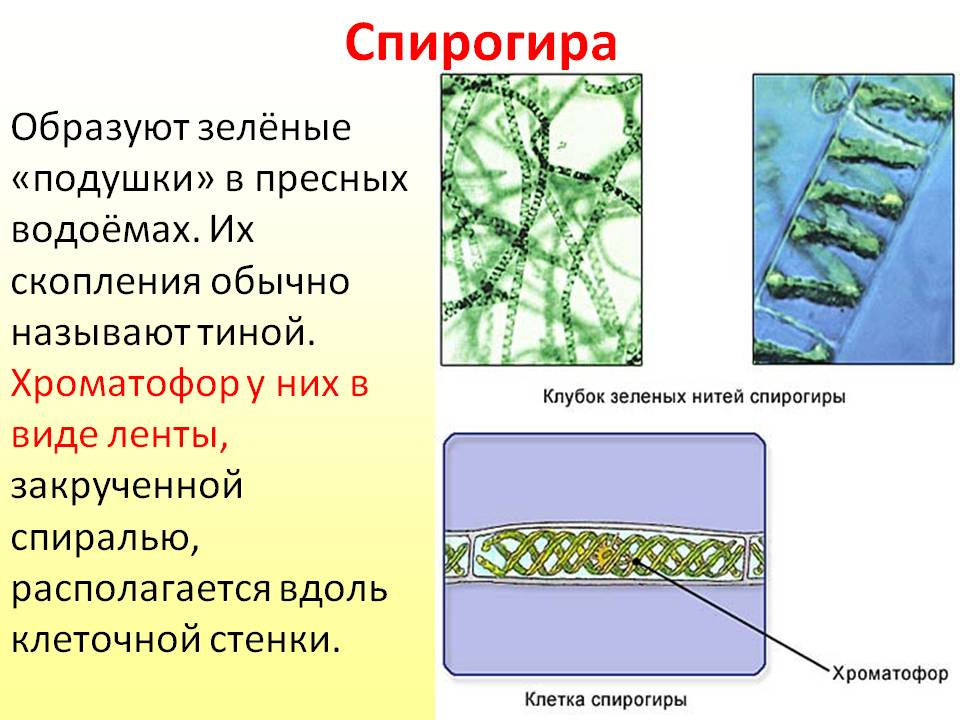 Спирогира
Образуют зелёные
«подушки» в пресных
водоёмах. Их
скопления обычно
называют тиной.
Хроматофор у них в
виде ленты,
закрученной
спиралью,
располагается вдоль
клеточной стенки.
Клубок зеленых нитей спирогиры
Хроматофор
Клетка спирогиры